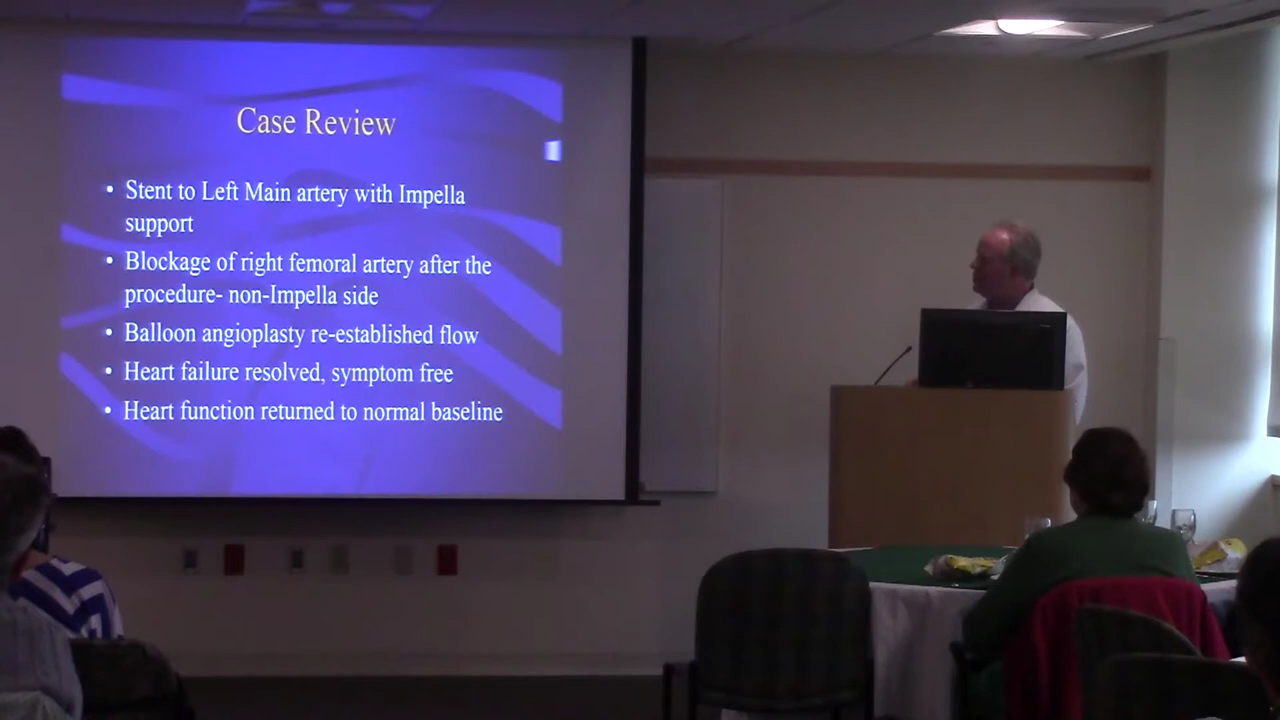 Case Review
• Stent to Left Main artery with Impella
support
• Blockage of right femoral artery after the
procedure- non-Impella side
• Balloon angioplasty re-established flow
• Heart failure resolved, symptom free
• Heart function returned to normal baseline